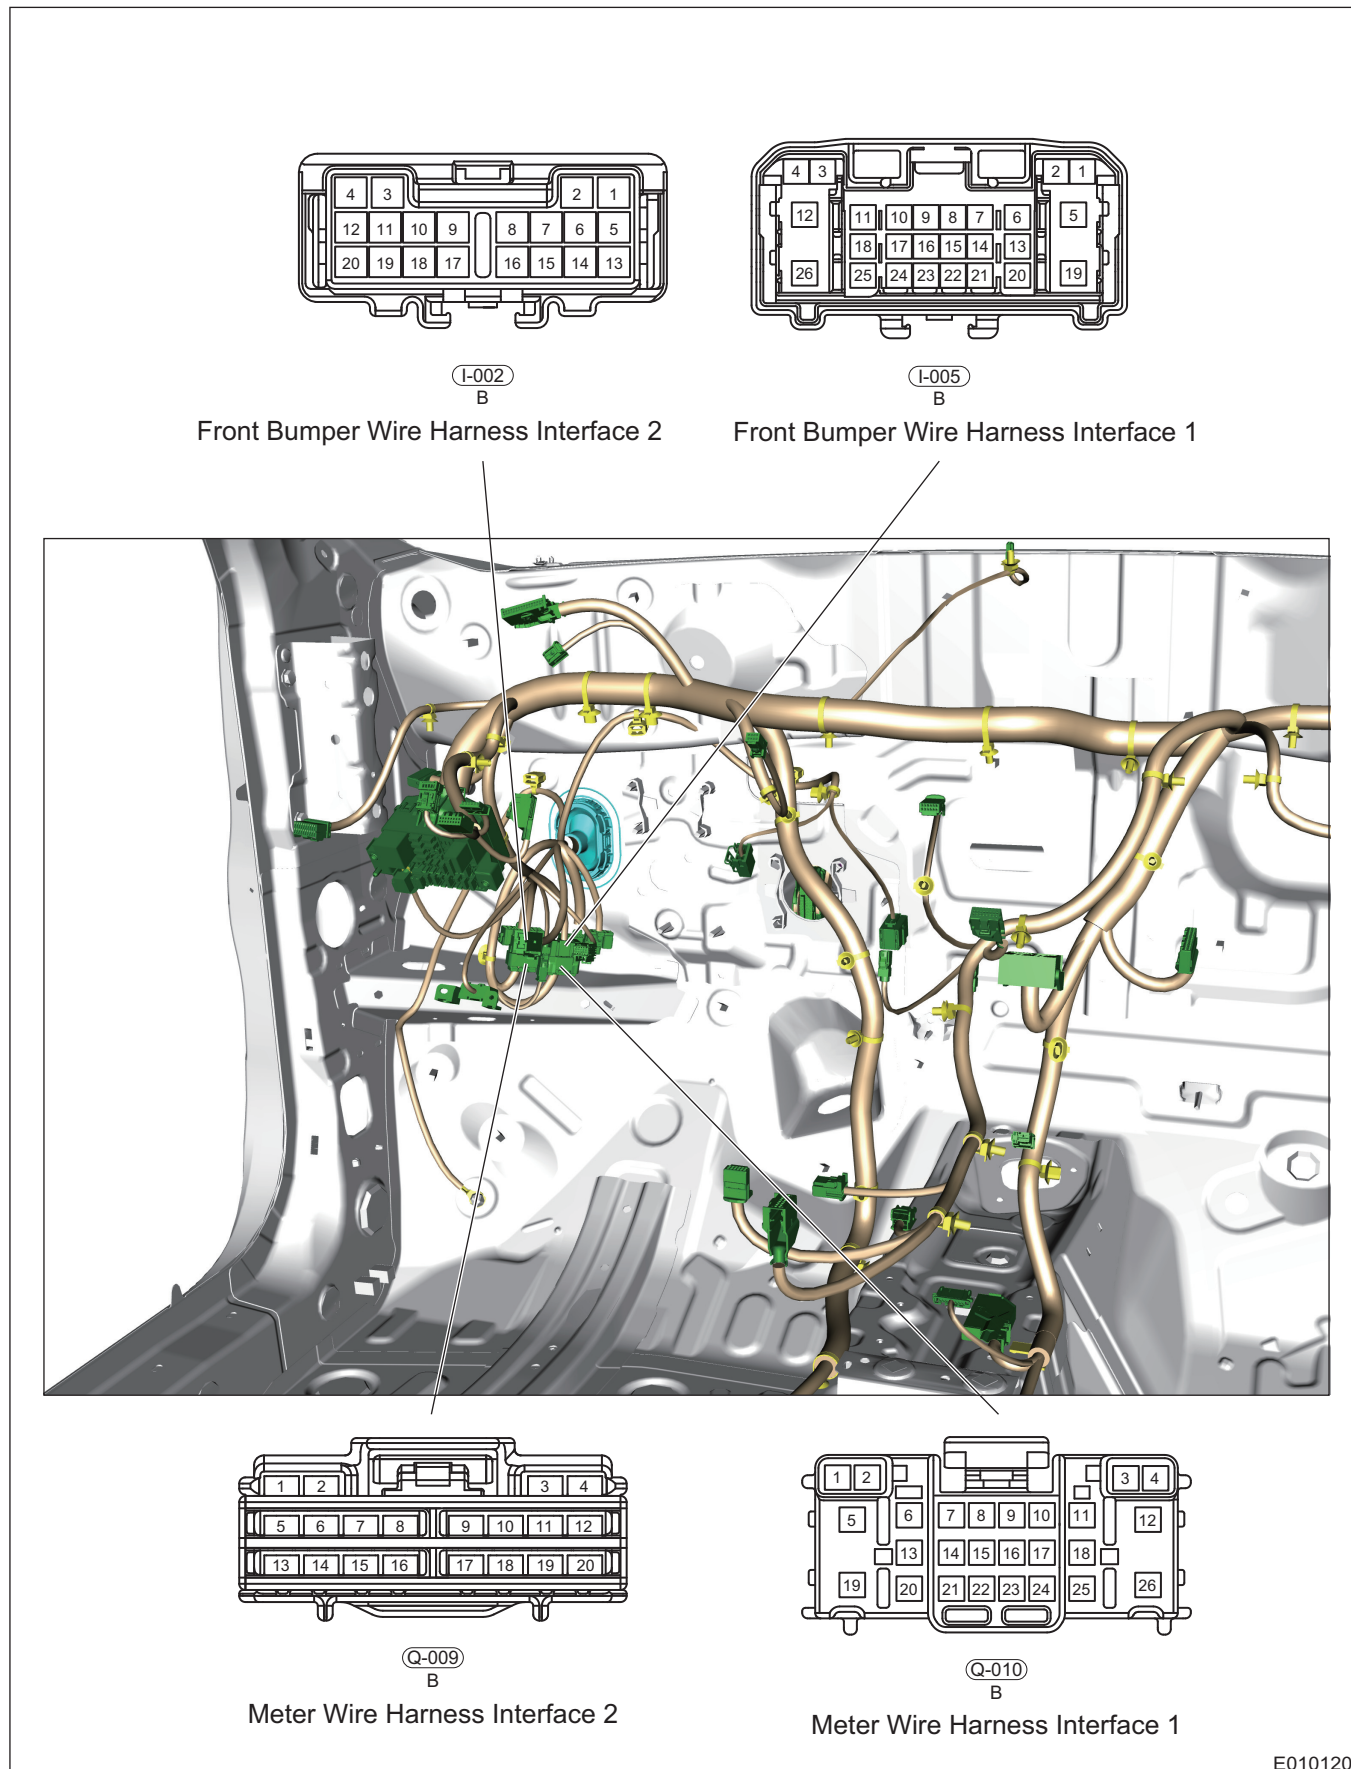 4 3 2 1
12 11 10 9 8 7 6 5
20 19 18 17 16 15 14 13
I-002
B
Front Bumper Wire Harness Interface 2
4 3 2 1
12 11 10 9 8 7 6 5
18 17 16 15 14 13
26 25 24 23 22 21 20 19
I-005
B
Front Bumper Wire Harness Interface 1
1 2 3 4
5 6 7 8 9 10 11 12
13 14 15 16 17 18 19 20
Q-009
B
Meter Wire Harness Interface 2
1 2 3 4
5 6 7 8 9 10 11 12
13 14 15 16 17 18
19 20 21 22 23 24 25 26
Q-010
B
Meter Wire Harness Interface 1
E010120